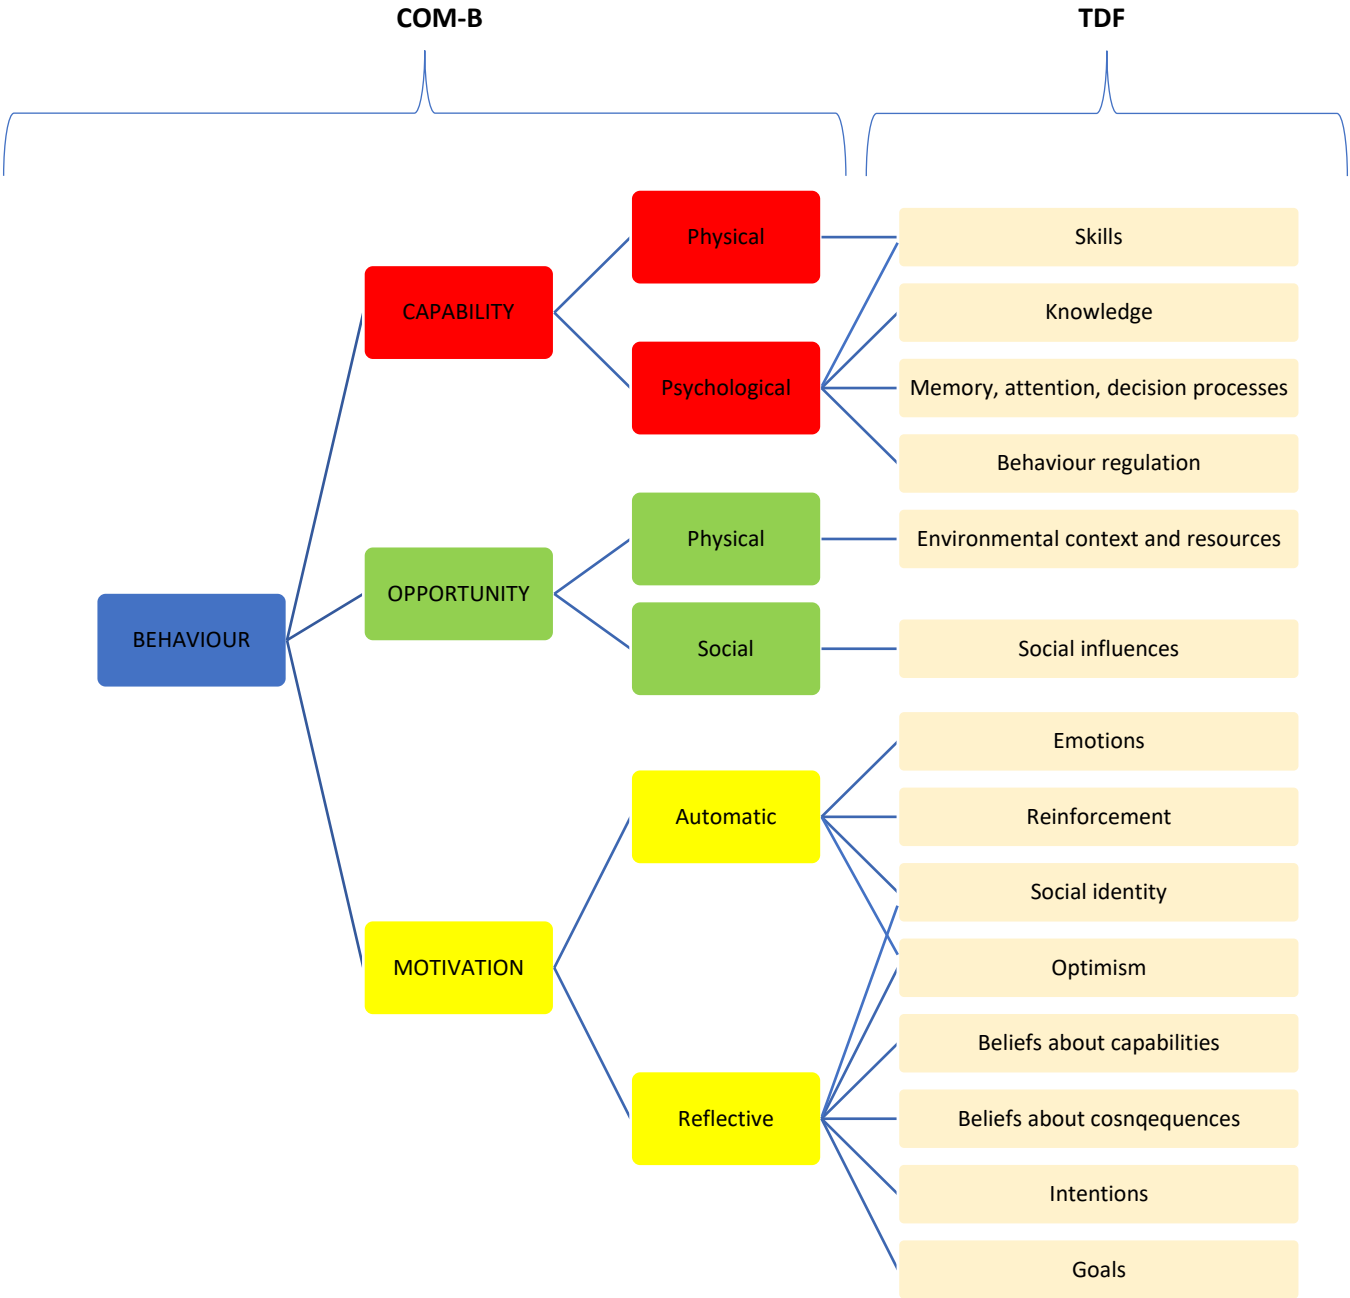 COM-B
TDF
Physical
Skills
CAPABILITY
Knowledge
Psychological
Memory, attention, decision processes
Behaviour regulation
Physical
Environmental context and resources
OPPORTUNITY
BEHAVIOUR
Social
Social influences
Emotions
Automatic
Reinforcement
Social identity
MOTIVATION
Optimism
Beliefs about capabilities
Reflective
Beliefs about cosnqequences
Intentions
Goals